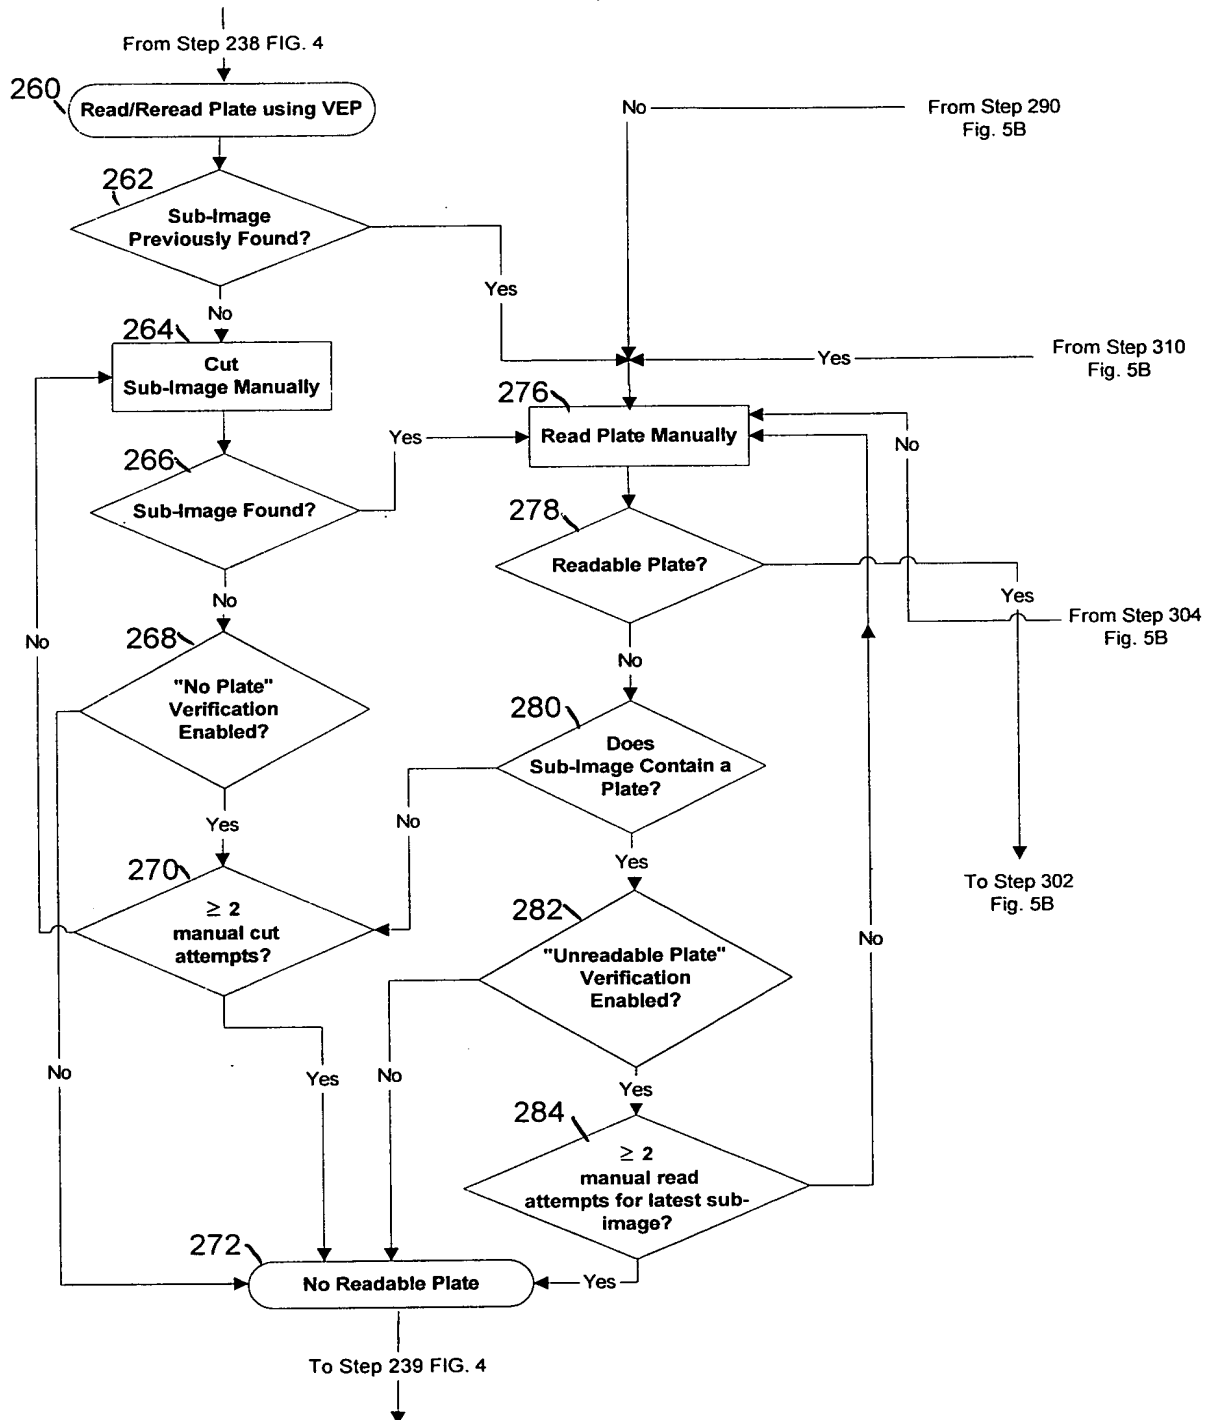 From Step 238 FIG. 4
260
Read/Reread Plate using VEP
No
From Step 290
Fig. 5B
262
Sub-Image
Previously Found?
Yes
No
264
Cut
Sub-Image Manually
Yes
From Step 310
Fig. 5B
276
Read Plate Manually
Yes
No
266
Sub-Image Found?
278
Readable Plate?
Yes
No
From Step 304
Fig. 5B
No
268
"No Plate"
Verification
Enabled?
No
No
280
Does
Sub-Image Contain a
Plate?
Yes
No
Yes
270
≥ 2
manual cut
attempts?
To Step 302
Fig. 5B
282
"Unreadable Plate"
Verification
Enabled?
No
No
Yes
No
Yes
284
≥ 2
manual read
attempts for latest sub-
image?
272
No Readable Plate
Yes
To Step 239 FIG. 4